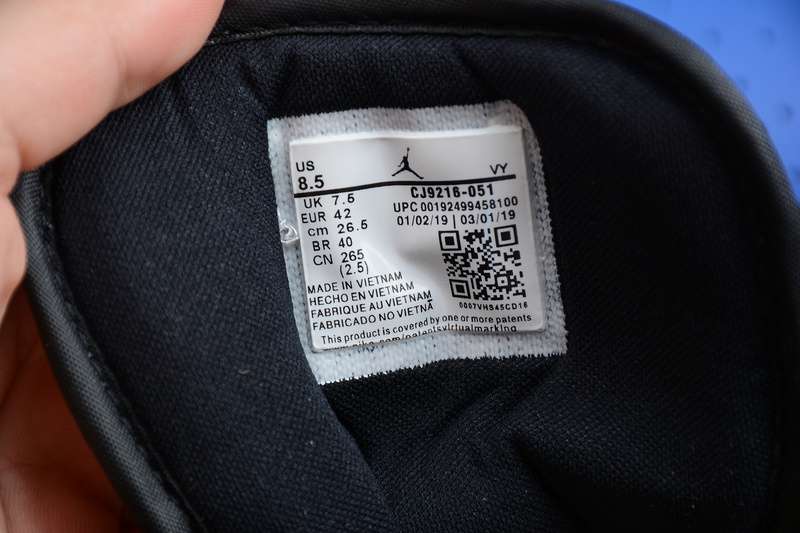 US VY
8.5 CJ9216-051
UK 7.5 UPC 00192499458100
EUR 42 01/02/19 | 03/01/19
cm 26.5
BR 40
CN 265
(2.5)
MADE IN VIETNAM
HECHO EN VIETNAM
FABRIQUE AU VIETNAM
FABRICADO NO VIETNÃ
0007VHS45CD16
This product is covered by one or more patents